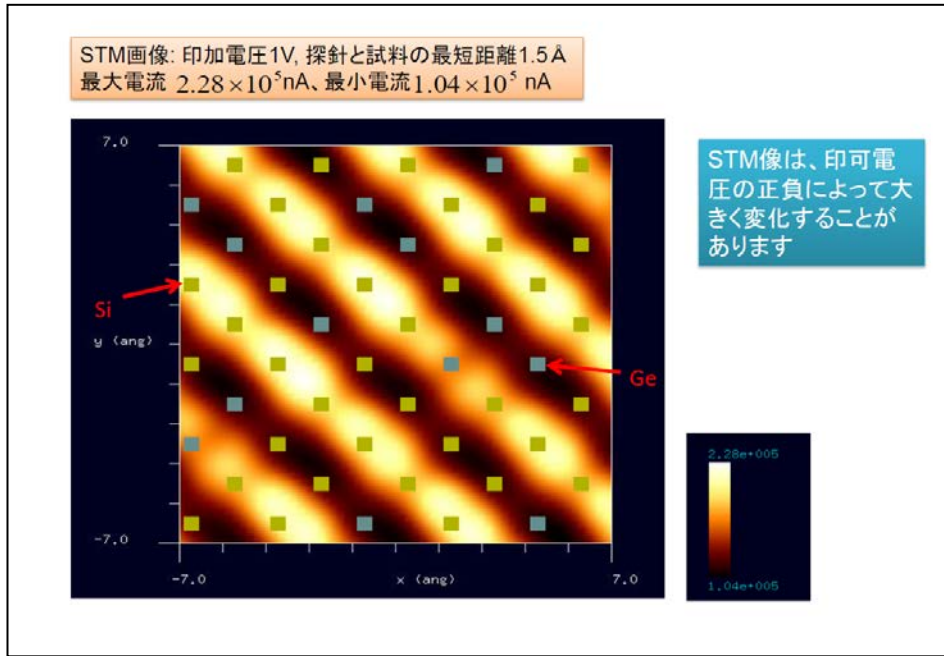 STM画像: 印加電圧1V, 探針と試料の最短距離1.5Å
最大電流 2.28×10⁵nA、最小電流1.04×10⁵ nA
7.0
STM像は、印可電
圧の正負によって大
きく変化することが
あります
Si
y (ang)
Ge
2.28e+005
-7.0
-7.0
x (ang)
7.0
1.04e+005